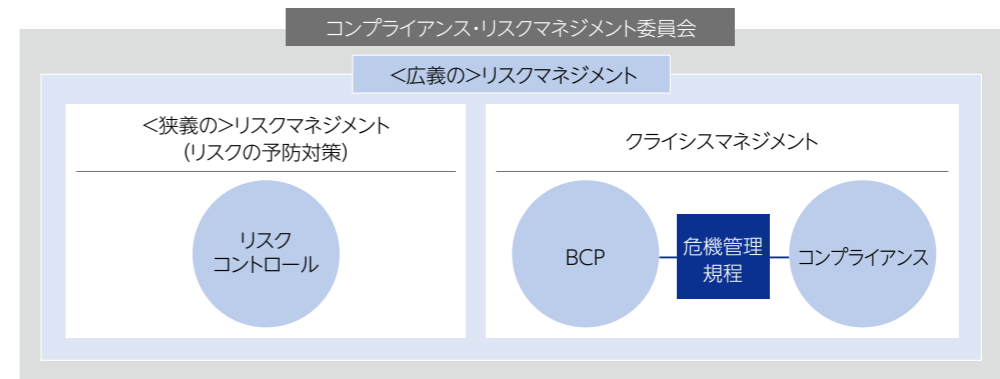 コンプライアンス・リスクマネジメント委員会
<広義の>リスクマネジメント
<狭義の>リスクマネジメント
(リスクの予防対策)
リスク
コントロール
クライシスマネジメント
BCP
危機管理
規程
コンプライアンス